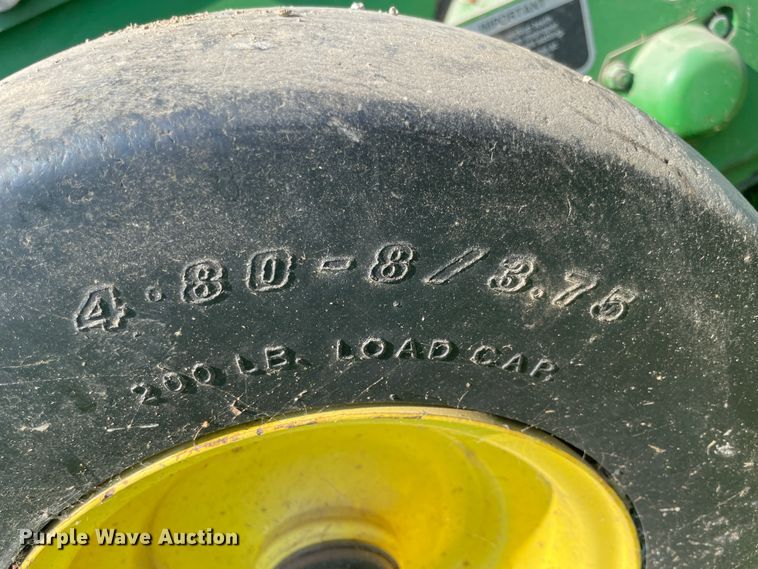 IMPORTANT
4.80-8/3.75
200 LB. LOAD CAP.
Purple Wave Auction®